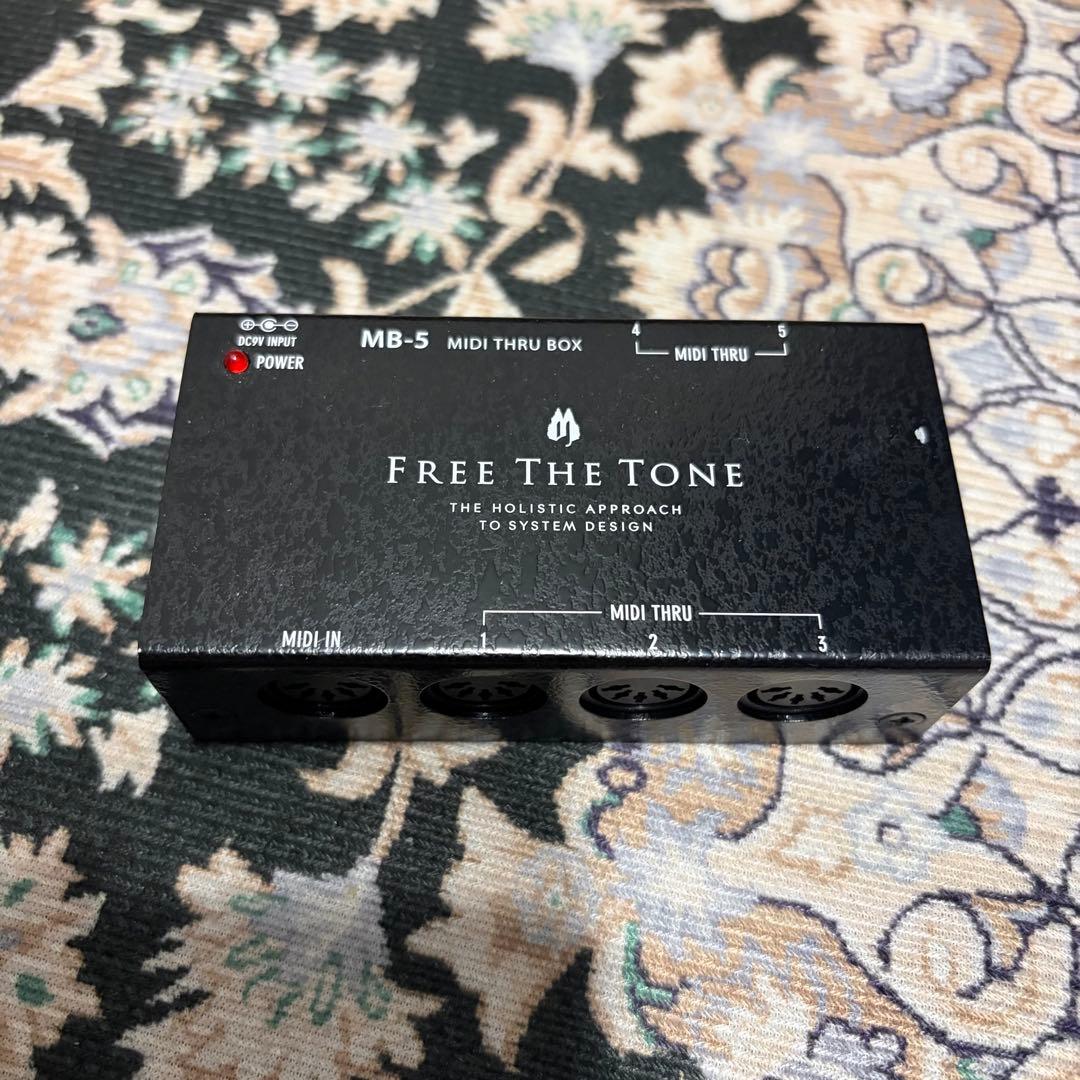 DC9V INPUT
POWER
MB-5 MIDI THRU BOX
4 5
MIDI THRU
FREE THE TONE
THE HOLISTIC APPROACH
TO SYSTEM DESIGN
MIDI THRU
MIDI IN 1 2 3